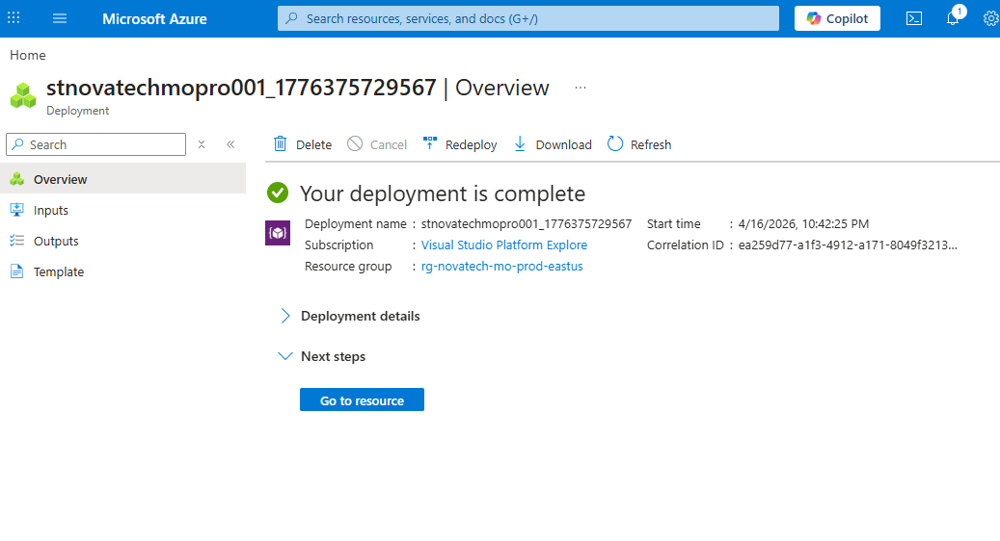 Microsoft Azure
Search resources, services, and docs (G+/)
Copilot
1
Home
stnovatechmopro001_1776375729567 | Overview ...
Deployment
Search
Delete
Cancel
Redeploy
Download
Refresh
Overview
Inputs
Outputs
Template
Your deployment is complete
Deployment name : stnovatechmopro001_1776375729567
Subscription : Visual Studio Platform Explore
Resource group : rg-novatech-mo-prod-eastus
Start time : 4/16/2026, 10:42:25 PM
Correlation ID : ea259d77-a1f3-4912-a171-8049f3213...
Deployment details
Next steps
Go to resource